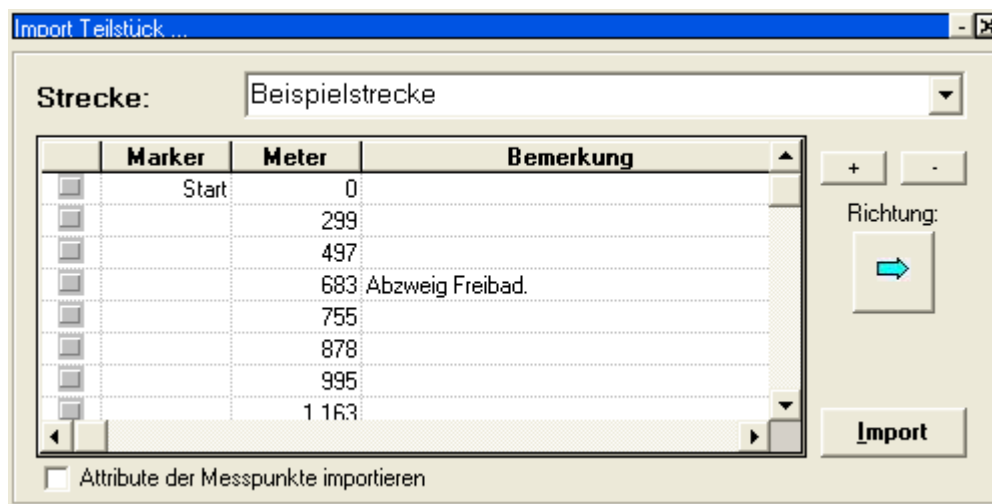 Import Teilstück ...
Strecke: Beispielstrecke
Marker Meter Bemerkung
+ -
Start 0
Richtung:
299
497
683 Abzweig Freibad.
755
878
995
1.163
Import
Attribute der Messpunkte importieren